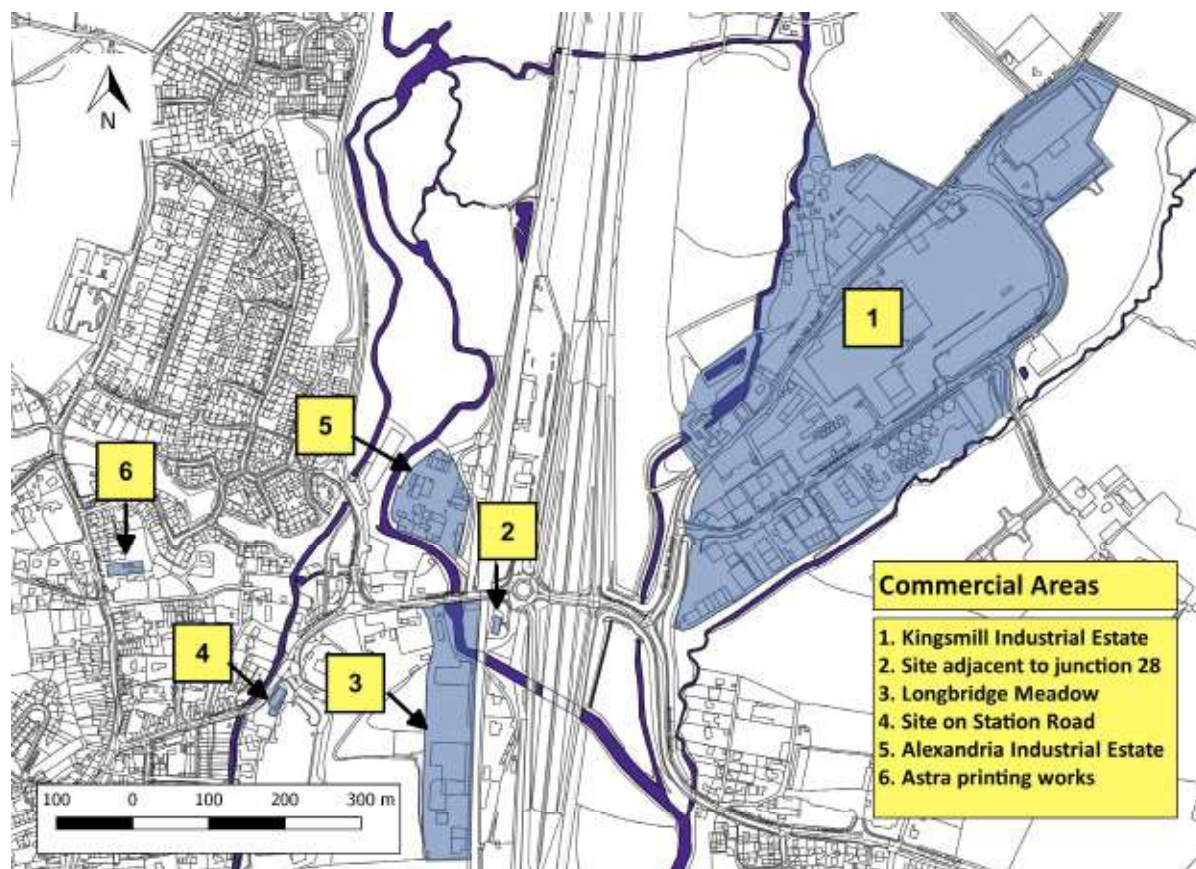 N
1
5
6
2
4
3
Commercial Areas
1. Kingsmill Industrial Estate
2. Site adjacent to junction 28
3. Longbridge Meadow
4. Site on Station Road
5. Alexandria Industrial Estate
6. Astra printing works
100 0 100 200 300 m